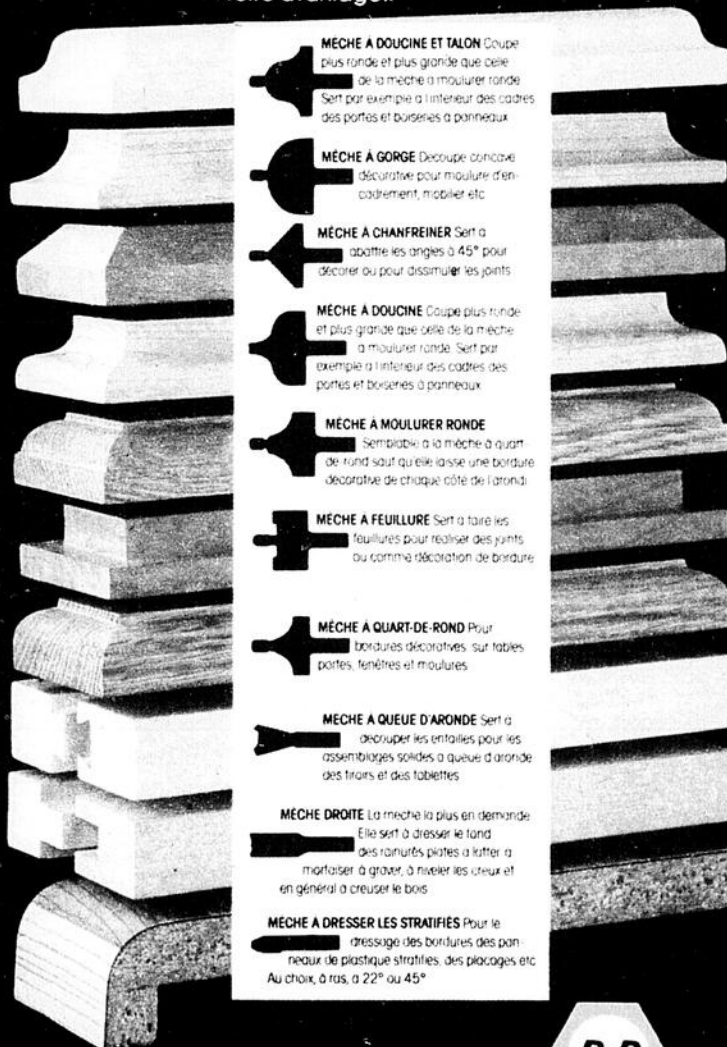 MÈCHE À DOUCINE ET TALON Coupe
plus ronde et plus grande que celle
de la mèche à moulurer ronde
Sert par exemple à l'intérieur des cadres
des portes et boiseries à panneaux
MÈCHE À GORGE Découpe concave
décorative pour moulure d'en-
cadrement, mobilier etc
MÈCHE À CHANFREINER Sert à
abattre les angles à 45° pour
décorer ou pour dissimuler les joints
MÈCHE À DOUCINE Coupe plus ronde
et plus grande que celle de la mèche
à moulurer ronde. Sert par
exemple à l'intérieur des cadres des
portes et boiseries à panneaux
MÈCHE À MOULURER RONDE
Semblable à la mèche à quart-
de-rond sauf qu'elle laisse une bordure
décorative de chaque côté de l'arondi
MÈCHE À FEUILLURE Sert à faire les
feuillures pour réaliser des joints
ou comme décoration de bordure
MÈCHE À QUART-DE-ROND Pour
bordures décoratives sur tables
portes, fenêtres et moulures
MÈCHE À QUEUE D'ARONDE Sert à
découper les entailles pour les
assemblages solides à queue d'aronde
des tiroirs et des tablettes
MÈCHE DROITE La mèche la plus en demande
Elle sert à dresser le fond
des rainures plates à latter à
mortaiser à graver, à niveler les creux et
en général à creuser le bois
MÈCHE À DRESSER LES STRATIFIÉS Pour le
dressage des bordures des pan-
neaux de plastique stratifiés, des placages etc
Au choix, à ras, à 22° ou 45°